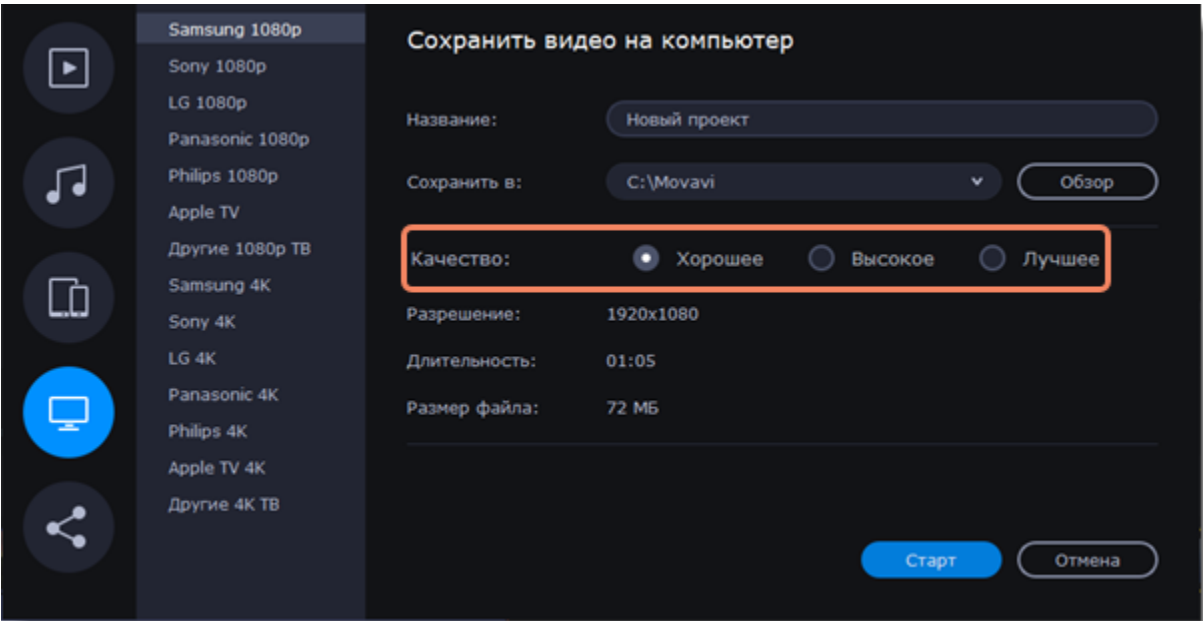 Samsung 1080p
Sony 1080p
LG 1080p
Panasonic 1080p
Philips 1080p
Apple TV
Другие 1080p ТВ
Samsung 4K
Sony 4K
LG 4K
Panasonic 4K
Philips 4K
Apple TV 4K
Другие 4K ТВ
Сохранить видео на компьютер
Название: Новый проект
Сохранить в: C:\Movavi Обзор
Качество: Хорошее Высокое Лучшее
Разрешение: 1920x1080
Длительность: 01:05
Размер файла: 72 МБ
Старт Отмена